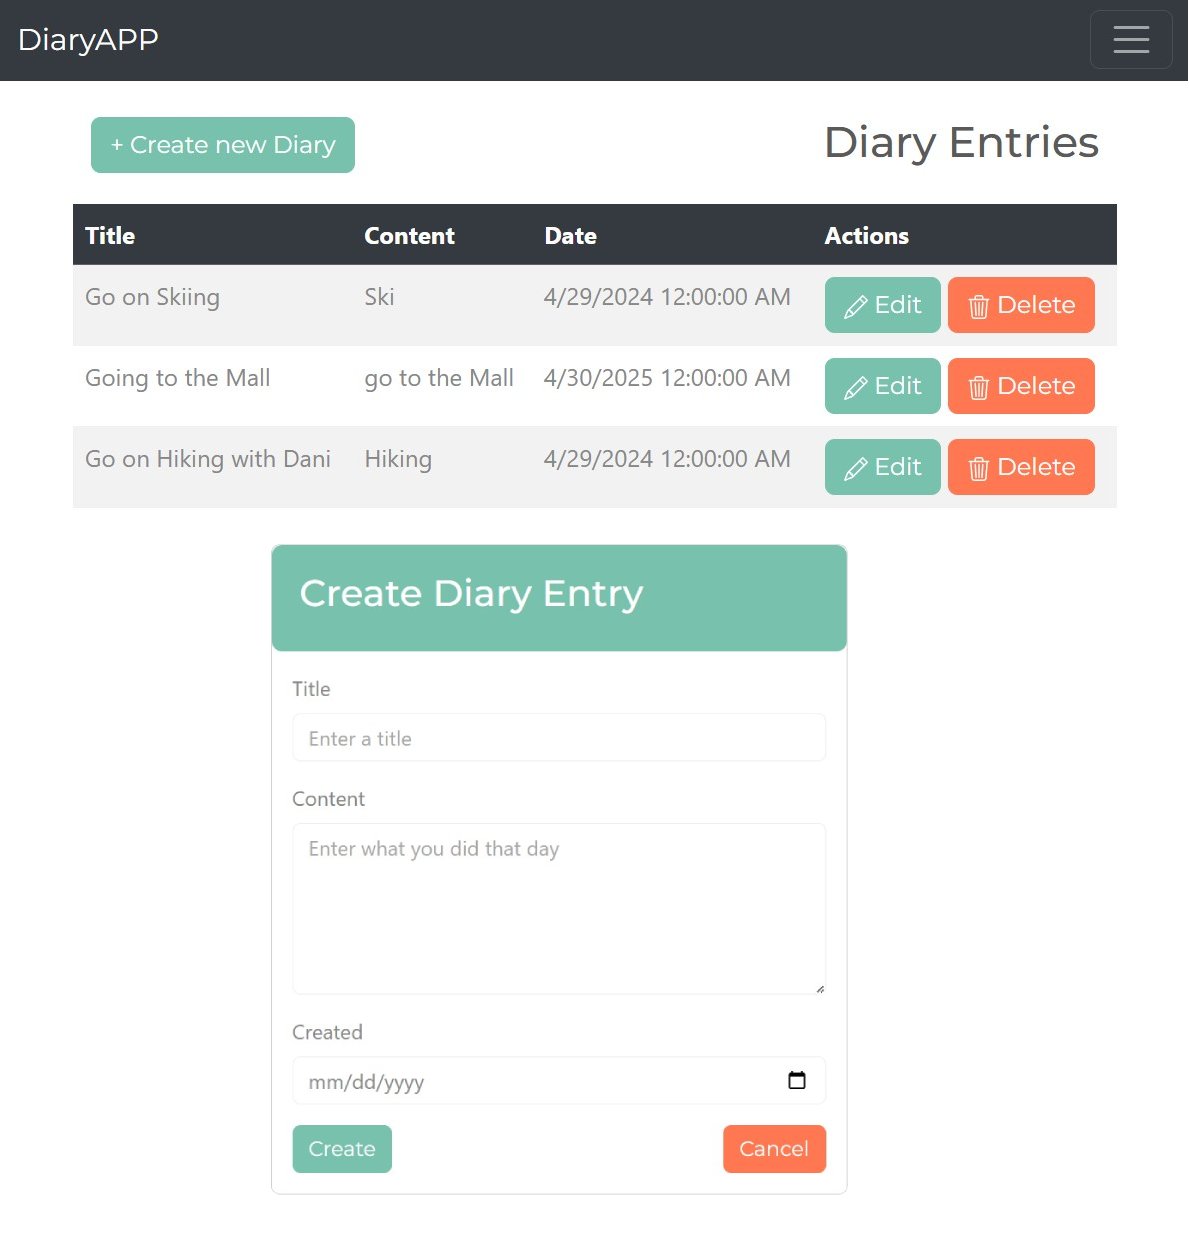 DiaryAPP
+ Create new Diary
Diary Entries
Title Content Date Actions
Go on Skiing Ski 4/29/2024 12:00:00 AM Edit Delete
Going to the Mall go to the Mall 4/30/2025 12:00:00 AM Edit Delete
Go on Hiking with Dani Hiking 4/29/2024 12:00:00 AM Edit Delete
Create Diary Entry
Title
Enter a title
Content
Enter what you did that day
Created
mm/dd/yyyy
Create Cancel